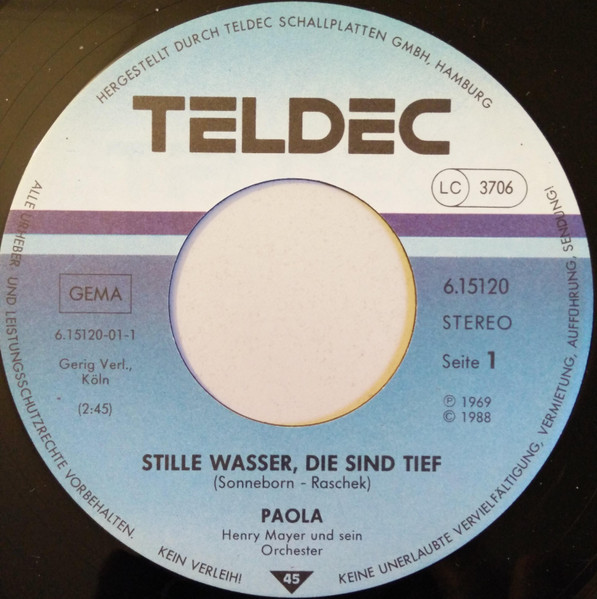 HERGESTELLT DURCH TELDEC SCHALLPLATTEN GMBH, HAMBURG
TELDEC
LC 3706
GEMA
6.15120-01-1
Gerig Verl.,
Köln
(2:45)
6.15120
STEREO
Seite 1
℗ 1969
© 1988
STILLE WASSER, DIE SIND TIEF
(Sonneborn - Raschek)
PAOLA
Henry Mayer und sein
Orchester
ALLE URHEBER- UND LEISTUNGSSCHUTZRECHTE VORBEHALTEN.
KEIN VERLEIH!
45
KEINE UNERLAUBTE VERVIELFÄLTIGUNG, VERMIETUNG, AUFFÜHRUNG, SENDUNG!